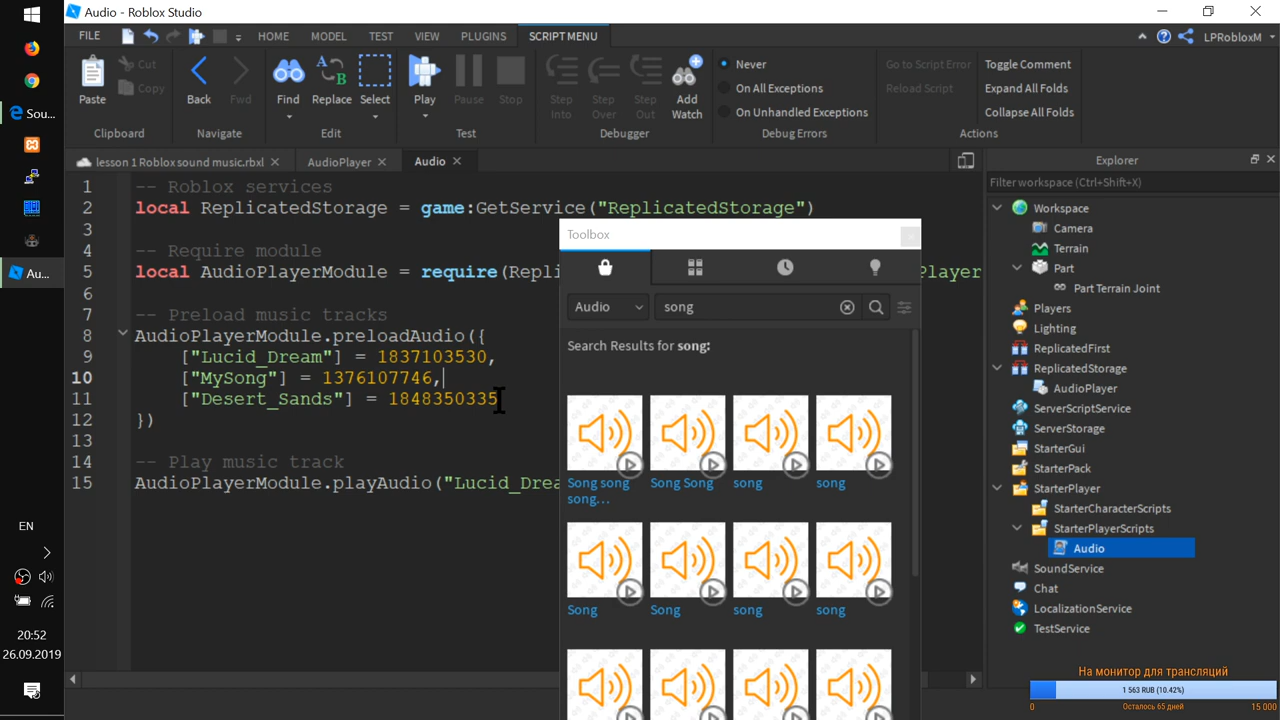 Audio - Roblox Studio
FILE HOME MODEL TEST VIEW PLUGINS SCRIPT MENU LPRobloxM
Paste Cut Copy Back Fwd Find Replace Select Play Pause Stop Step Into Step Over Step Out Add Watch
Never
On All Exceptions
On Unhandled Exceptions
Go to Script Error
Reload Script
Toggle Comment
Expand All Folds
Collapse All Folds
Clipboard Navigate Edit Test Debugger Debug Errors Actions
Sou...
Au...
lesson 1 Roblox sound music.rbxl AudioPlayer Audio
1 -- Roblox services
2 local ReplicatedStorage = game:GetService("ReplicatedStorage")
3
4 -- Require module
5 local AudioPlayerModule = require(Repli Player
6
7 -- Preload music tracks
8 AudioPlayerModule.preloadAudio({
9 ["Lucid_Dream"] = 1837103530,
10 ["MySong"] = 1376107746,
11 ["Desert_Sands"] = 1848350335
12 })
13
14 -- Play music track
15 AudioPlayerModule.playAudio("Lucid_Drea
Toolbox
Audio song
Search Results for song:
Song song song...
Song Song
song
song
Song
Song
song
song
Explorer
Filter workspace (Ctrl+Shift+X)
Workspace
Camera
Terrain
Part
Part Terrain Joint
Players
Lighting
ReplicatedFirst
ReplicatedStorage
AudioPlayer
ServerScriptService
ServerStorage
StarterGui
StarterPack
StarterPlayer
StarterCharacterScripts
StarterPlayerScripts
Audio
SoundService
Chat
LocalizationService
TestService
EN
20:52
26.09.2019
На монитор для трансляций
1 563 RUB (10.42%)
0 Осталось 65 дней 15 000